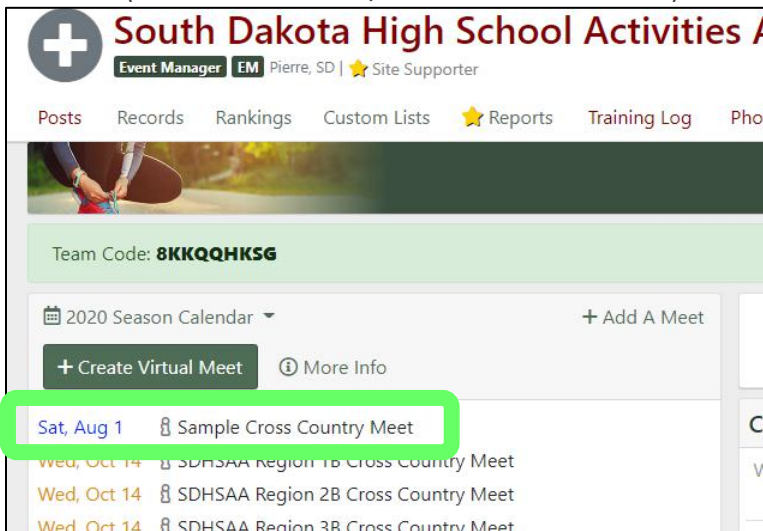 South Dakota High School Activities
Event Manager EM Pierre, SD | Site Supporter
Posts Records Rankings Custom Lists Reports Training Log Pho
Team Code: 8KKQQHKSG
2020 Season Calendar + Add A Meet
+ Create Virtual Meet More Info
Sat, Aug 1 Sample Cross Country Meet
Wed, Oct 14 SDHSAA Region 1B Cross Country Meet
Wed, Oct 14 SDHSAA Region 2B Cross Country Meet
Wed, Oct 14 SDHSAA Region 3B Cross Country Meet